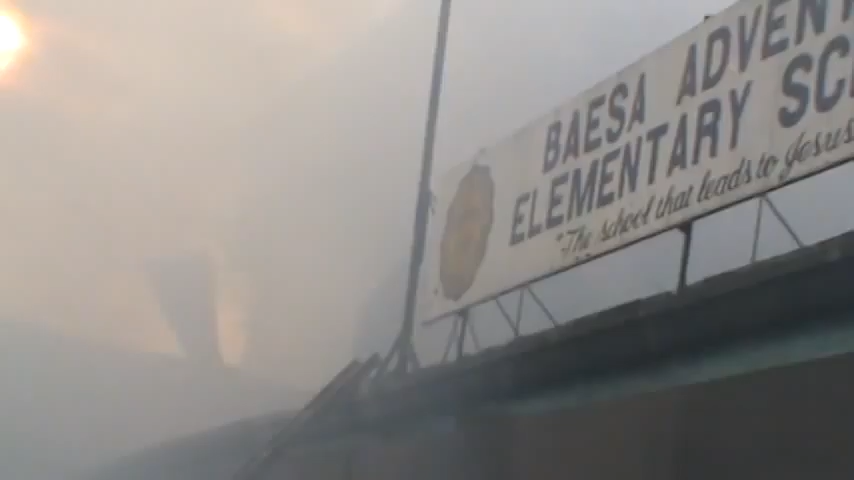 BAESA ADVENT
ELEMENTARY SC
"The school that leads to Jesus